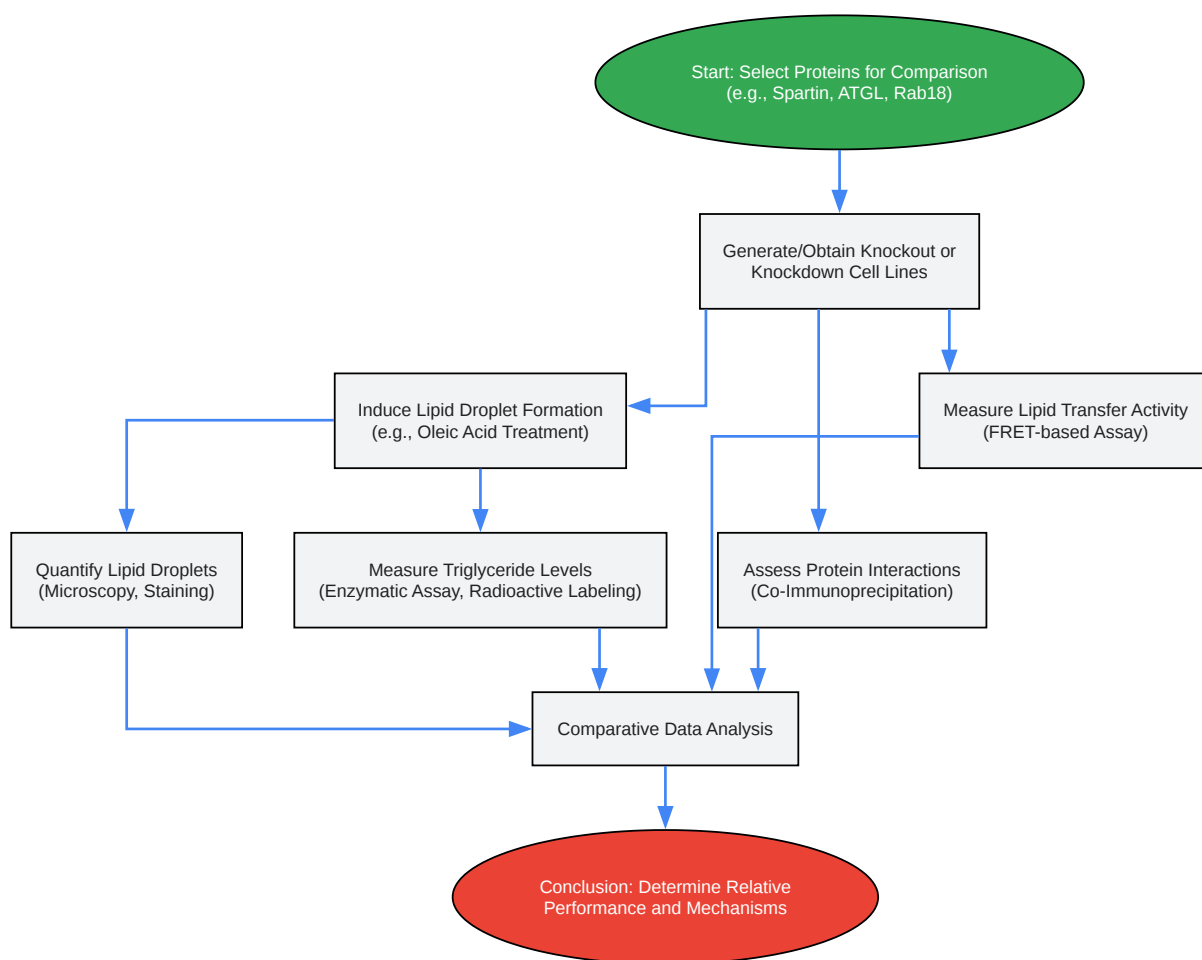 Start: Select Proteins for Comparison
(e.g., Spartin, ATGL, Rab18)
Generate/Obtain Knockout or
Knockdown Cell Lines
Induce Lipid Droplet Formation
(e.g., Oleic Acid Treatment)
Measure Lipid Transfer Activity
(FRET-based Assay)
Quantify Lipid Droplets
(Microscopy, Staining)
Measure Triglyceride Levels
(Enzymatic Assay, Radioactive Labeling)
Assess Protein Interactions
(Co-Immunoprecipitation)
Comparative Data Analysis
Conclusion: Determine Relative
Performance and Mechanisms